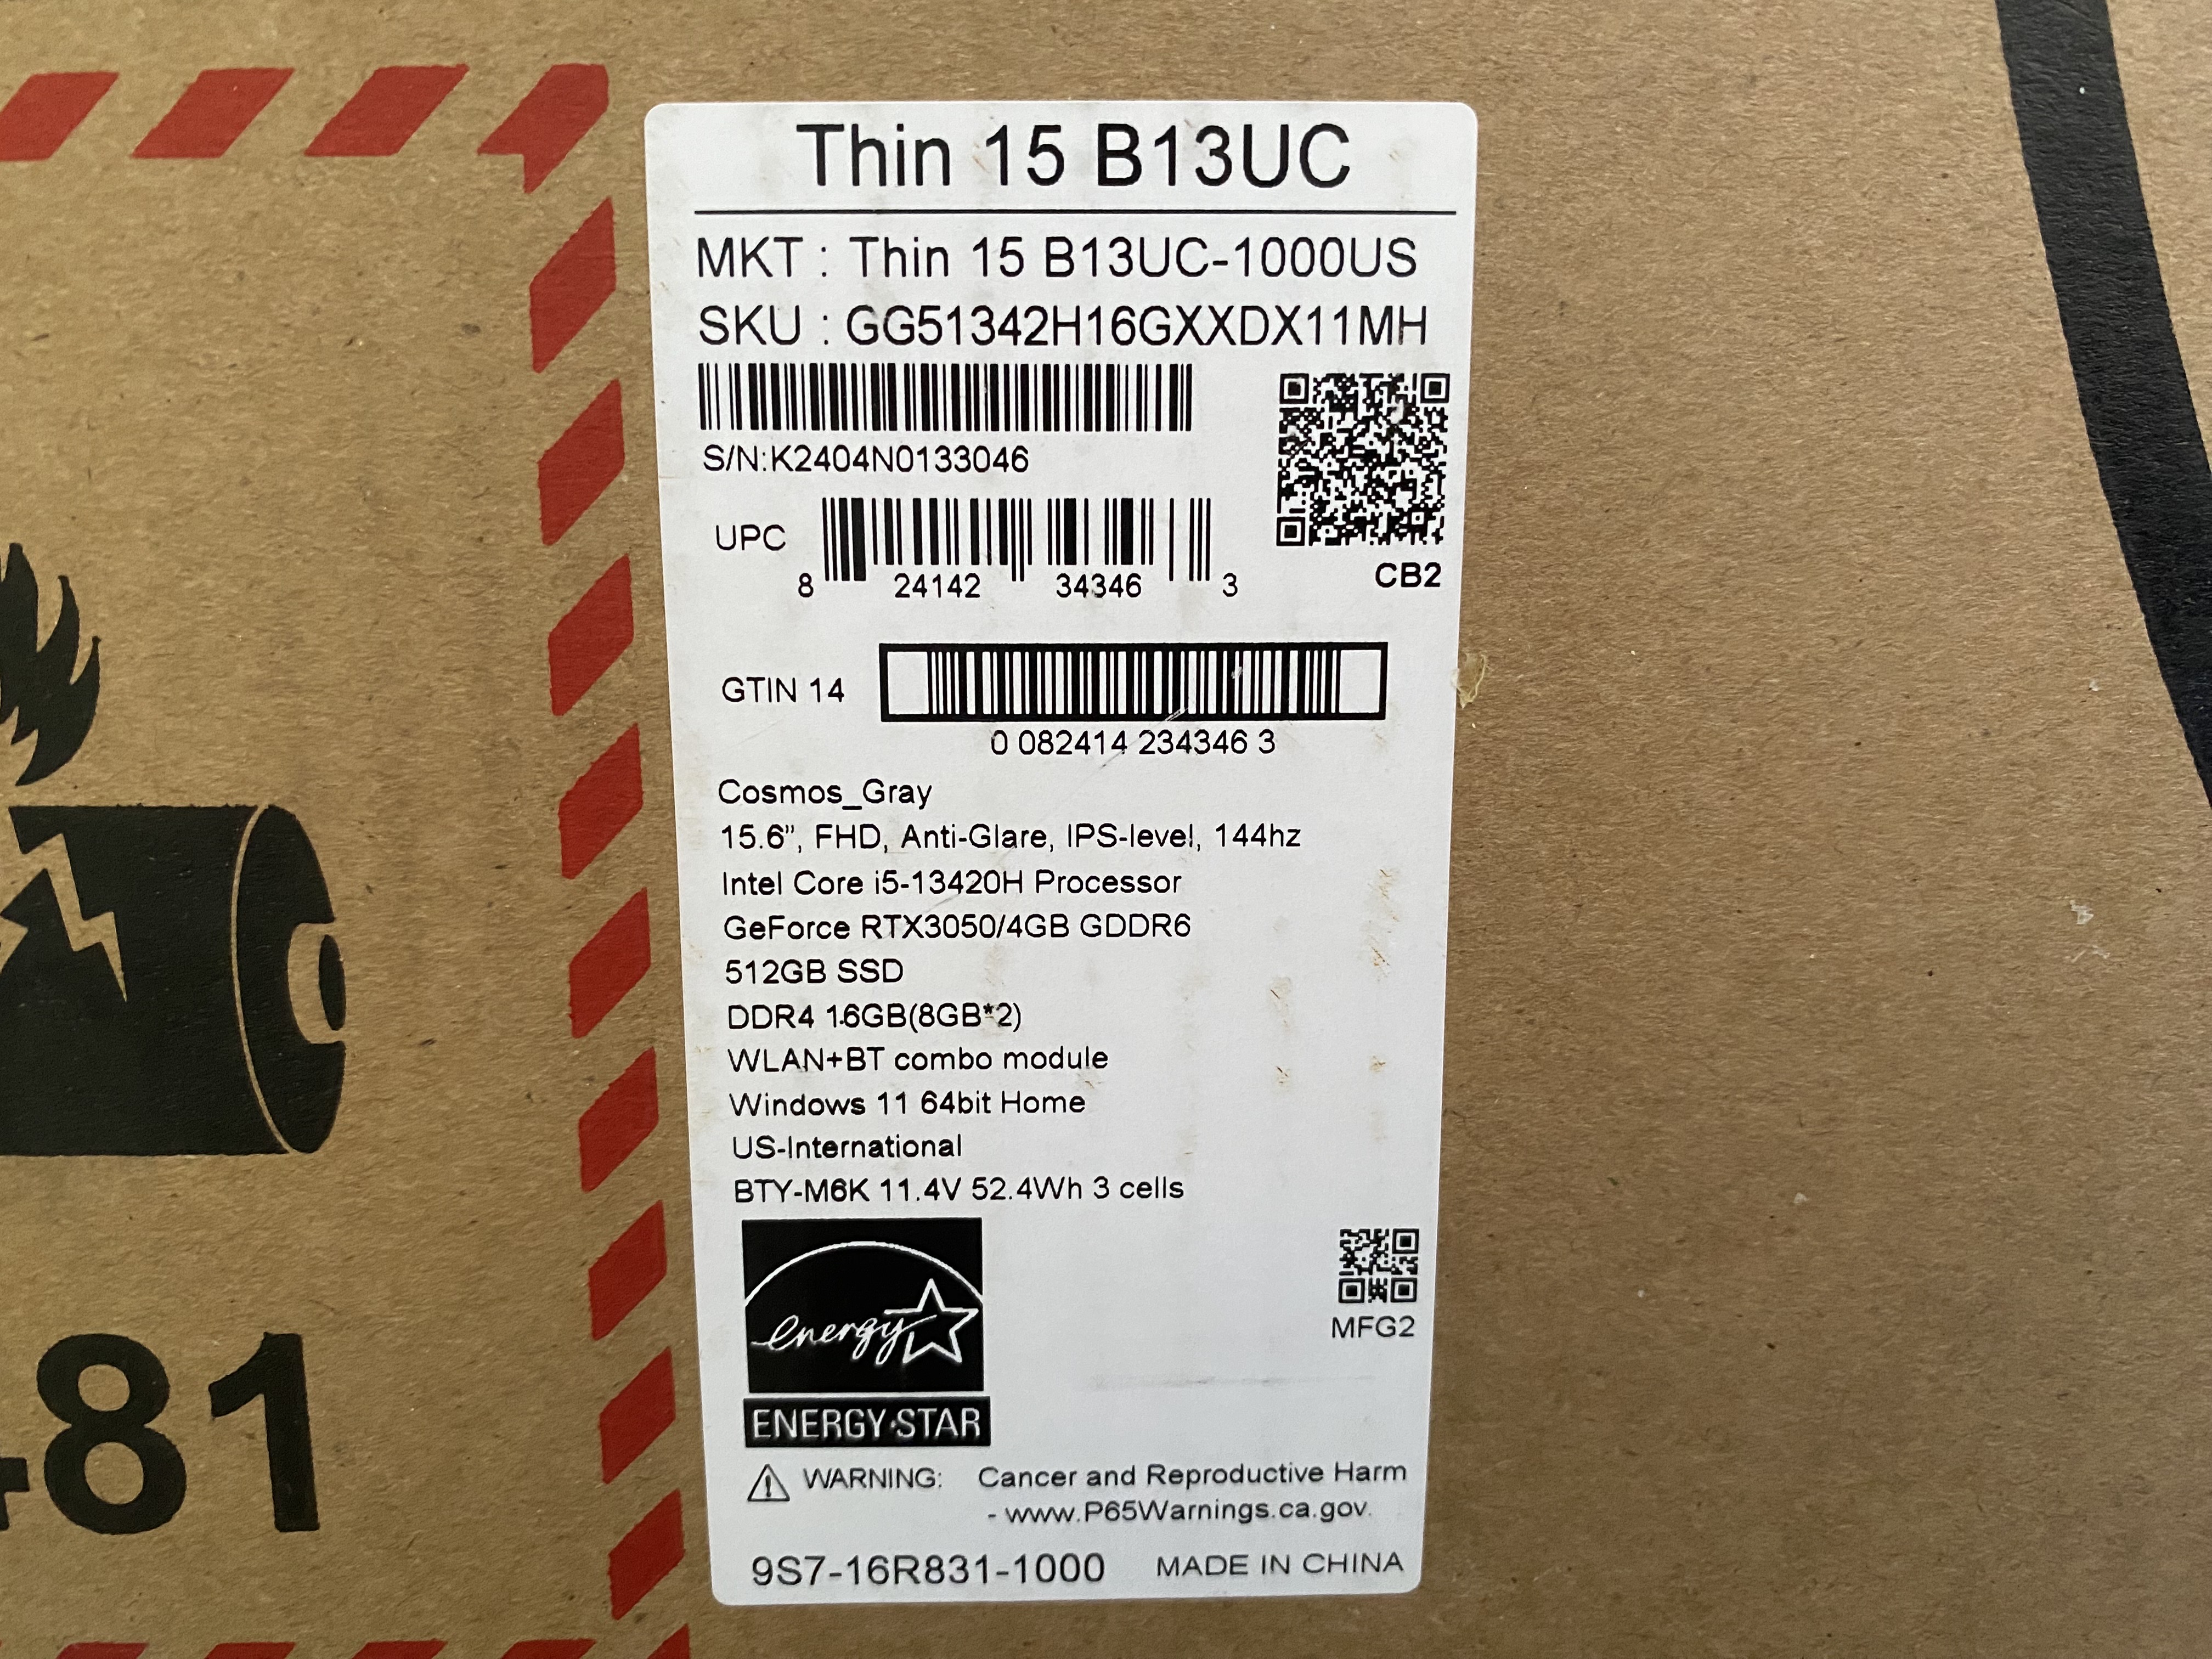 Thin 15 B13UC
MKT : Thin 15 B13UC-1000US
SKU : GG51342H16GXXDX11MH
S/N:K2404N0133046
UPC
8 24142 34346 3
CB2
GTIN 14
0 082414 234346 3
Cosmos_Gray
15.6”, FHD, Anti-Glare, IPS-level, 144hz
Intel Core i5-13420H Processor
GeForce RTX3050/4GB GDDR6
512GB SSD
DDR4 16GB(8GB*2)
WLAN+BT combo module
Windows 11 64bit Home
US-International
BTY-M6K 11.4V 52.4Wh 3 cells
energy
ENERGY STAR
MFG2
WARNING: Cancer and Reproductive Harm
- www.P65Warnings.ca.gov.
9S7-16R831-1000 MADE IN CHINA
81